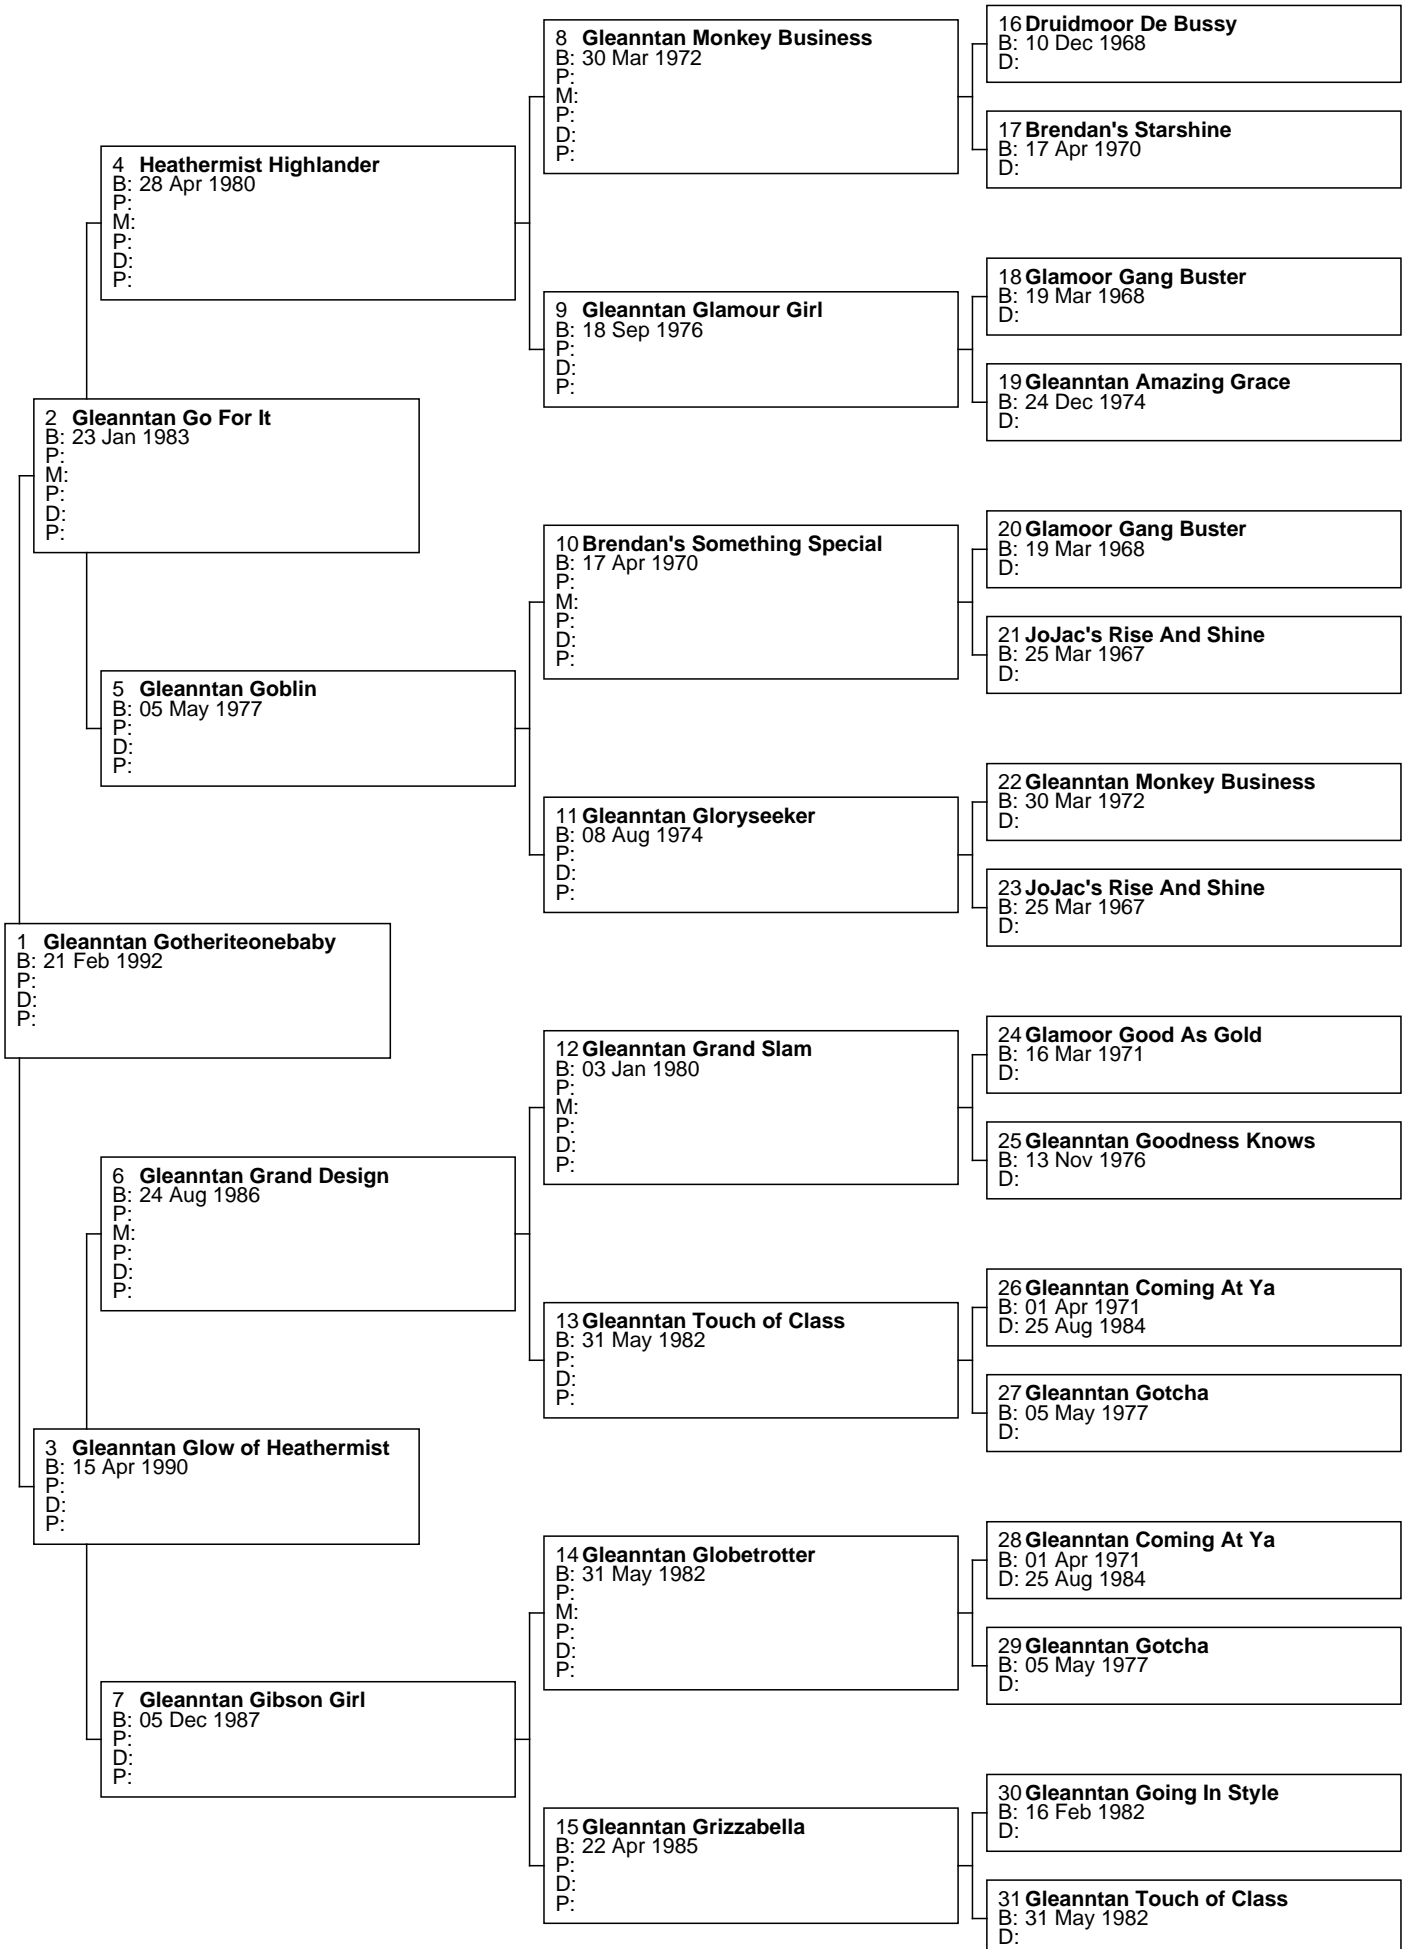 8 Gleanntan Monkey Business
B: 30 Mar 1972
P:
M:
P:
D:
P:
16 Druidmoor De Bussy
B: 10 Dec 1968
D:
17 Brendan's Starshine
B: 17 Apr 1970
D:
4 Heathermist Highlander
B: 28 Apr 1980
P:
M:
P:
D:
P:
9 Gleanntan Glamour Girl
B: 18 Sep 1976
P:
D:
P:
18 Glamoor Gang Buster
B: 19 Mar 1968
D:
19 Gleanntan Amazing Grace
B: 24 Dec 1974
D:
2 Gleanntan Go For It
B: 23 Jan 1983
P:
M:
P:
D:
P:
10 Brendan's Something Special
B: 17 Apr 1970
P:
M:
P:
D:
P:
20 Glamoor Gang Buster
B: 19 Mar 1968
D:
21 JoJac's Rise And Shine
B: 25 Mar 1967
D:
5 Gleanntan Goblin
B: 05 May 1977
P:
D:
P:
11 Gleanntan Gloryseeker
B: 08 Aug 1974
P:
D:
P:
22 Gleanntan Monkey Business
B: 30 Mar 1972
D:
23 JoJac's Rise And Shine
B: 25 Mar 1967
D:
1 Gleanntan Gotheriteonebaby
B: 21 Feb 1992
P:
D:
P:
12 Gleanntan Grand Slam
B: 03 Jan 1980
P:
M:
P:
D:
P:
24 Glamoor Good As Gold
B: 16 Mar 1971
D:
25 Gleanntan Goodness Knows
B: 13 Nov 1976
D:
6 Gleanntan Grand Design
B: 24 Aug 1986
P:
M:
P:
D:
P:
13 Gleanntan Touch of Class
B: 31 May 1982
P:
D:
P:
26 Gleanntan Coming At Ya
B: 01 Apr 1971
D: 25 Aug 1984
27 Gleanntan Gotcha
B: 05 May 1977
D:
3 Gleanntan Glow of Heathermist
B: 15 Apr 1990
P:
D:
P:
14 Gleanntan Globetrotter
B: 31 May 1982
P:
M:
P:
D:
P:
28 Gleanntan Coming At Ya
B: 01 Apr 1971
D: 25 Aug 1984
29 Gleanntan Gotcha
B: 05 May 1977
D:
7 Gleanntan Gibson Girl
B: 05 Dec 1987
P:
D:
P:
15 Gleanntan Grizzabella
B: 22 Apr 1985
P:
D:
P:
30 Gleanntan Going In Style
B: 16 Feb 1982
D:
31 Gleanntan Touch of Class
B: 31 May 1982
D: